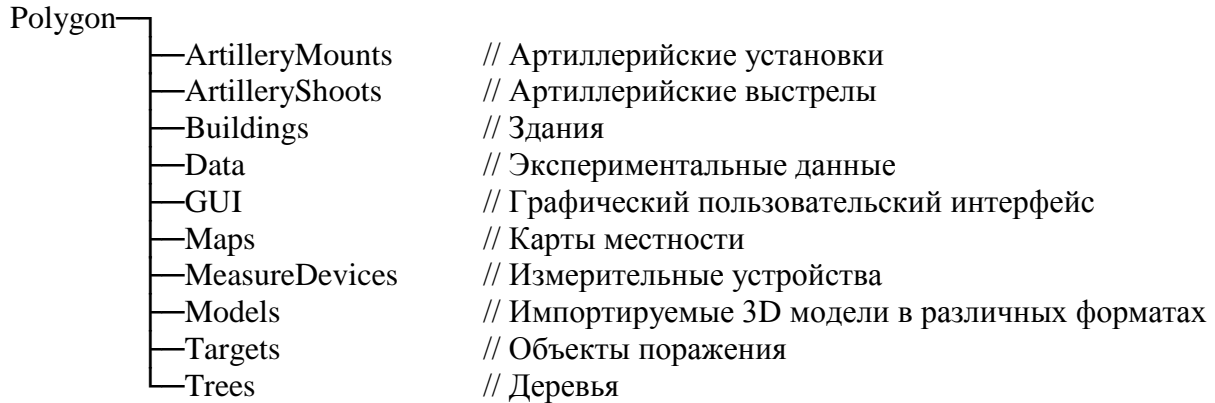 Polygon
ArtilleryMounts // Артиллерийские установки
ArtilleryShoots // Артиллерийские выстрелы
Buildings // Здания
Data // Экспериментальные данные
GUI // Графический пользовательский интерфейс
Maps // Карты местности
MeasureDevices // Измерительные устройства
Models // Импортируемые 3D модели в различных форматах
Targets // Объекты поражения
Trees // Деревья